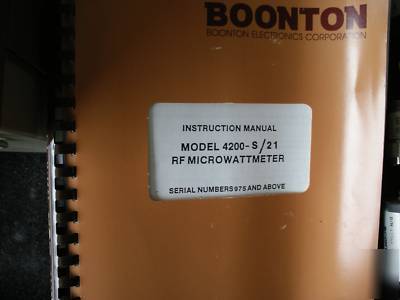 BOONTON
BOONTON ELECTRONICS CORPORATION
INSTRUCTION MANUAL
MODEL 4200-S/21
RF MICROWATTMETER
SERIAL NUMBERS 975 AND ABOVE